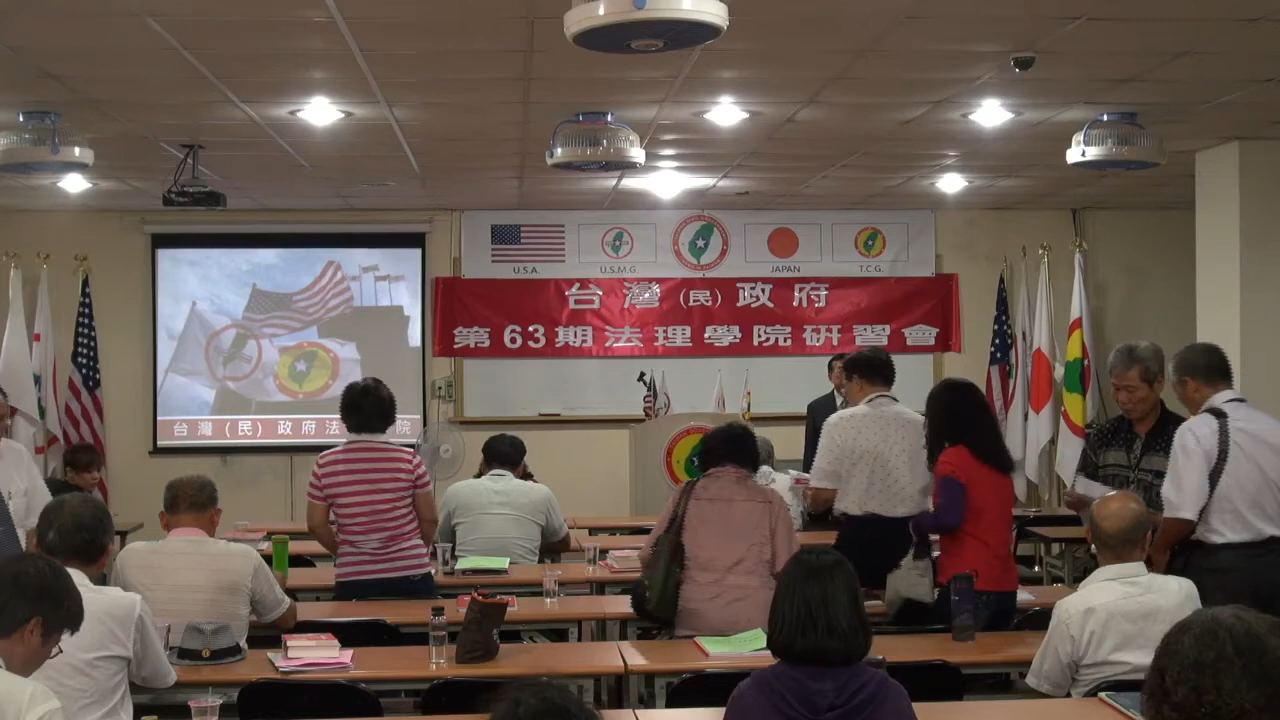 U.S.A.
U.S.M.G.
JAPAN
T.C.G.
台灣(民)政府
第63期法理學院研習會
台灣(民)政府法 院